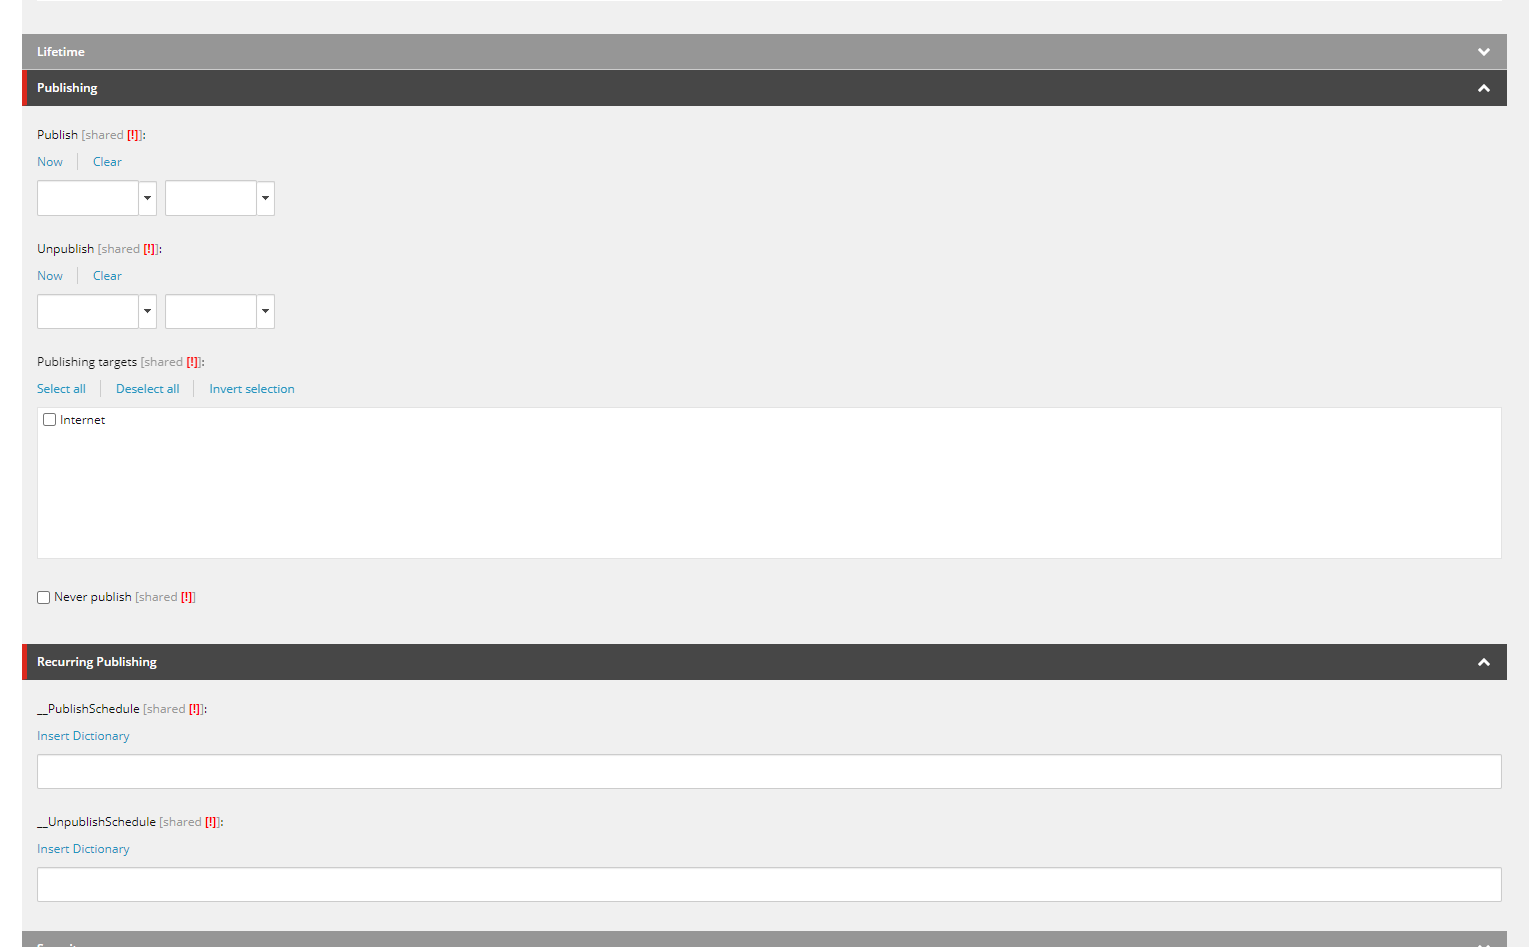 Lifetime
Publishing
Publish [shared [!]]:
Now Clear
Unpublish [shared [!]]:
Now Clear
Publishing targets [shared [!]]:
Select all Deselect all Invert selection
Internet
Never publish [shared [!]]
Recurring Publishing
__PublishSchedule [shared [!]]:
Insert Dictionary
__UnpublishSchedule [shared [!]]:
Insert Dictionary